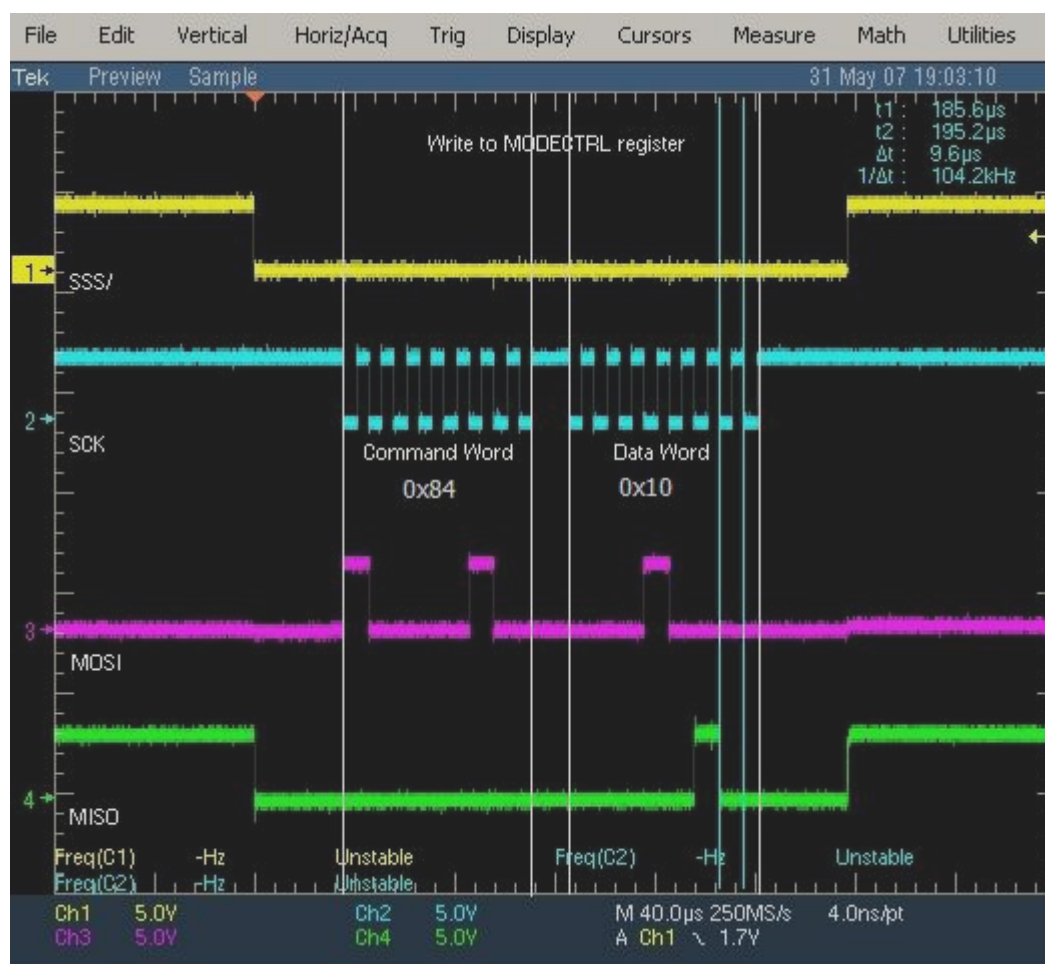 File Edit Vertical Horiz/Acq Trig Display Cursors Measure Math Utilities
Tek Preview Sample 31 May 07 19:03:10
t1 : 185.6µs
t2 : 195.2µs
Δt : 9.6µs
1/Δt : 104.2kHz
Write to MODECTRL register
1
SSS/
2
SCK
Command Word Data Word
0x84 0x10
3
MOSI
4
MISO
Freq(C1) -Hz Unstable Freq(C2) -Hz Unstable
Freq(C2) -Hz Unstable
Ch1 5.0V Ch2 5.0V M 40.0µs 250MS/s 4.0ns/pt
Ch3 5.0V Ch4 5.0V A Ch1 \ 1.7V